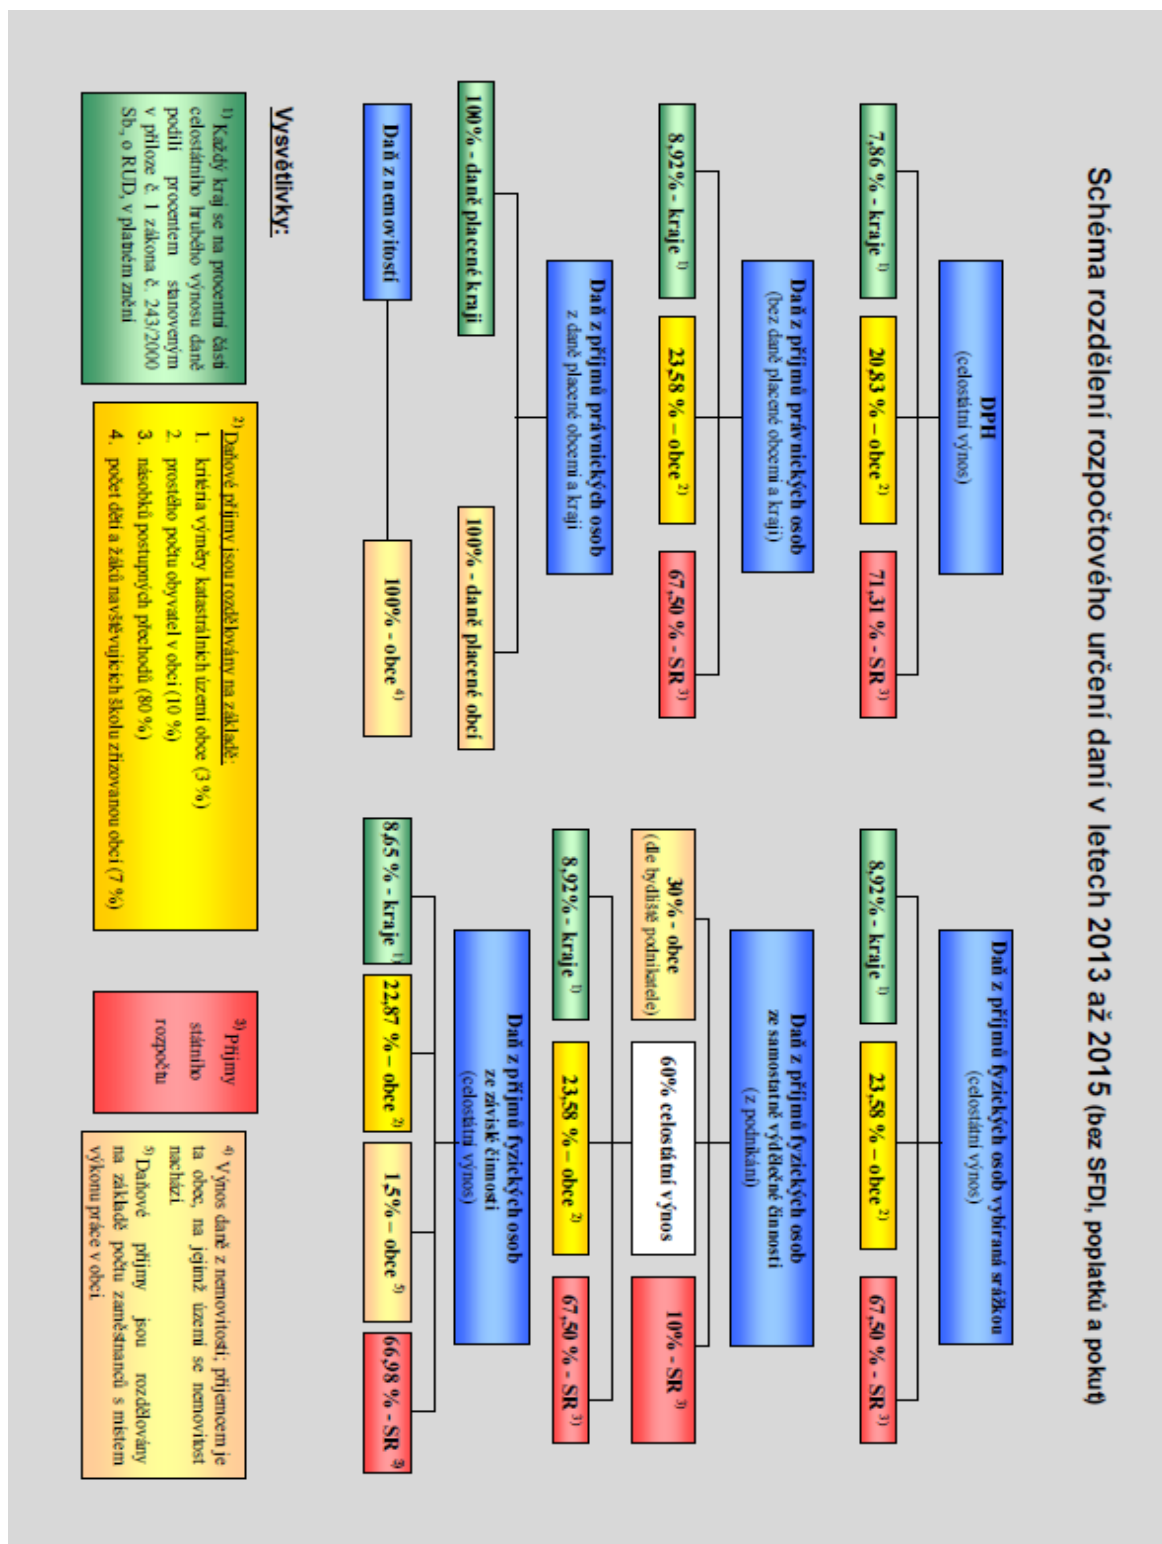 Schéma rozdělení rozpočtového určení daní v letech 2013 až 2015 (bez SFDI, poplatků a pokut)
DPH
(celostátní výnos)
7,86 % - kraje 1)
20,83 % – obce 2)
71,31 % - SR 3)
Daň z příjmů právnických osob
(bez daně placené obcemi a kraji)
8,92% - kraje 1)
23,58 % – obce 2)
67,50 % - SR 3)
Daň z příjmů právnických osob
z daně placené obcemi a kraji
100% - daně placené kraji
100% - daně placené obcí
Daň z nemovitostí
100% - obce 4)
Daň z příjmů fyzických osob vybíraná srážkou
(celostátní výnos)
8,92% - kraje 1)
23,58 % – obce 2)
67,50 % - SR 3)
Daň z příjmů fyzických osob
ze samostatně výdělečné činnosti
(z podnikání)
30% - obce
(dle bydliště podnikatele)
60% celostátní výnos
10% - SR 3)
8,92% - kraje 1)
23,58 % – obce 2)
67,50 % - SR 3)
Daň z příjmů fyzických osob
ze závislé činnosti
(celostátní výnos)
8,65 % - kraje 1)
22,87 % – obce 2)
1,5% – obce 5)
66,98 % - SR 3)
Vysvětlivky:
1) Každý kraj se na procentní části
celostátního hrubého výnosu daně
podílí procentem stanoveným
v příloze č. 1 zákona č. 243/2000
Sb., o RUD, v platném znění
2) Daňové příjmy jsou rozdělovány na základě:
1. kritéria výměry katastrálních území obce (3 %)
2. prostého počtu obyvatel v obci (10 %)
3. násobků postupných přechodů (80 %)
4. počet dětí a žáků navštěvujících školu zřizovanou obcí (7 %)
3) Příjmy
státního
rozpočtu
4) Výnos daně z nemovitosti; příjemcem je
ta obec, na jejímž území se nemovitost
nachází.
5) Daňové příjmy jsou rozdělovány
na základě počtu zaměstnanců s místem
výkonu práce v obci.